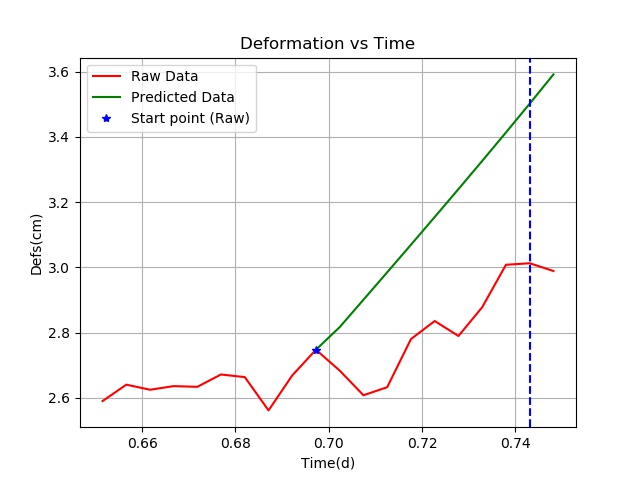 Deformation vs Time
Raw Data
Predicted Data
Start point (Raw)
3.6
3.4
3.2
3.0
2.8
2.6
Defs(cm)
0.66 0.68 0.70 0.72 0.74
Time(d)